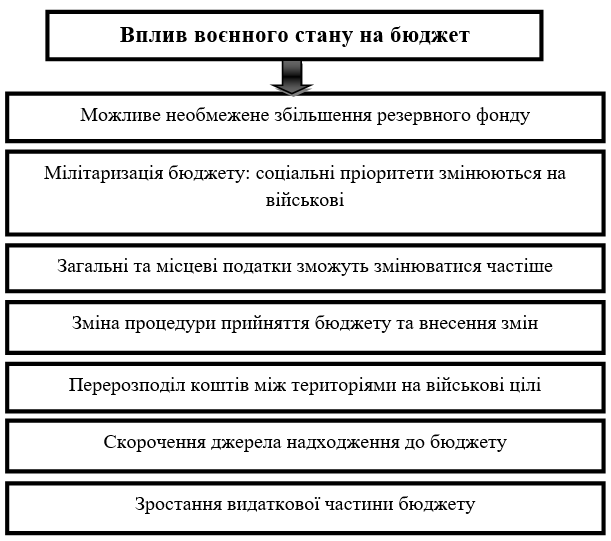 Вплив воєнного стану на бюджет
Можливе необмежене збільшення резервного фонду
Мілітаризація бюджету: соціальні пріоритети змінюються на
військові
Загальні та місцеві податки зможуть змінюватися частіше
Зміна процедури прийняття бюджету та внесення змін
Перерозподіл коштів між територіями на військові цілі
Скорочення джерела надходження до бюджету
Зростання видаткової частини бюджету